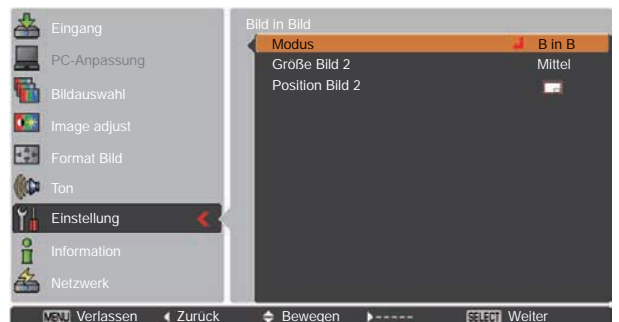 Eingang
PC-Anpassung
Bildauswahl
Image adjust
Format Bild
Ton
Einstellung
Information
Netzwerk
Bild in Bild
Modus B in B
Größe Bild 2 Mittel
Position Bild 2
MENU Verlassen Zurück Bewegen ----- SELECT Weiter